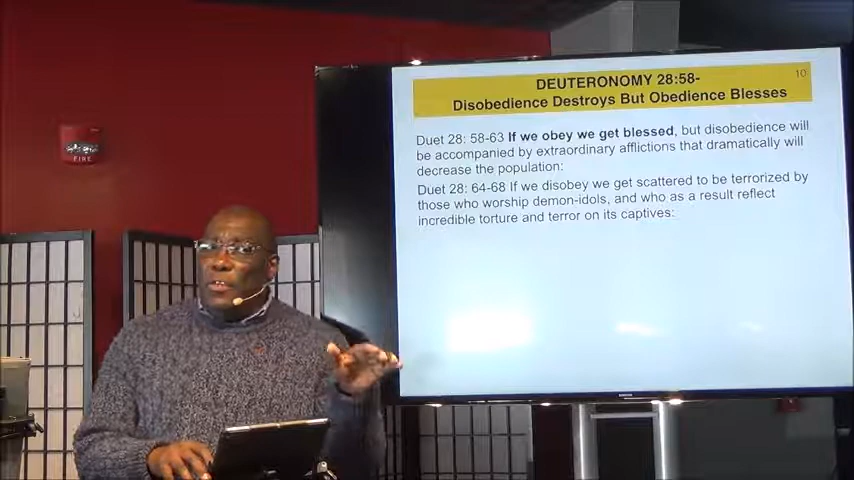 FIRE
10
DEUTERONOMY 28:58-
Disobedience Destroys But Obedience Blesses
Duet 28: 58-63 If we obey we get blessed, but disobedience will
be accompanied by extraordinary afflictions that dramatically will
decrease the population:
Duet 28: 64-68 If we disobey we get scattered to be terrorized by
those who worship demon-idols, and who as a result reflect
incredible torture and terror on its captives:
SAMSUNG